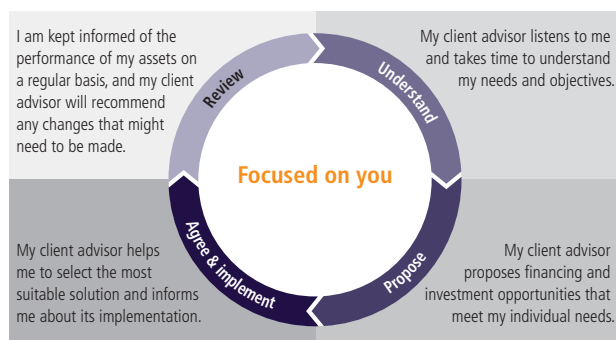 I am kept informed of the
performance of my assets on
a regular basis, and my client
advisor will recommend
any changes that might
need to be made.
My client advisor listens to me
and takes time to understand
my needs and objectives.
Review
Understand
Focused on you
Agree & implement
Propose
My client advisor helps
me to select the most
suitable solution and informs
me about its implementation.
My client advisor
proposes financing and
investment opportunities that
meet my individual needs.